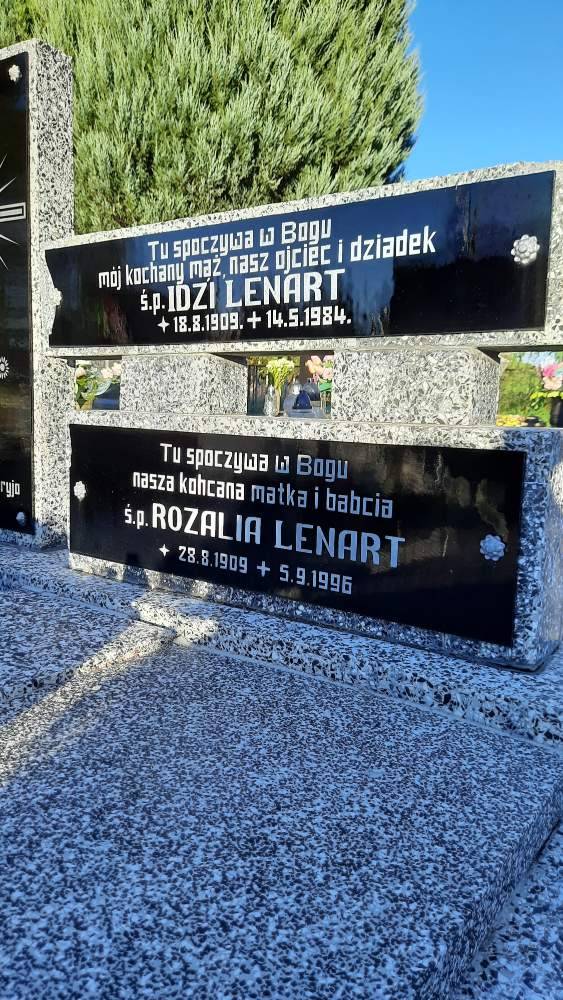 Tu spoczywa w Bogu
mój kochany mąż, nasz ojciec i dziadek
ś.p. IDZI LENART
18.8.1909. + 14.5.1984.
Tu spoczywa w Bogu
nasza kohcana matka i babcia
ś.p. ROZALIA LENART
28.8.1909 + 5.9.1996
ryjo